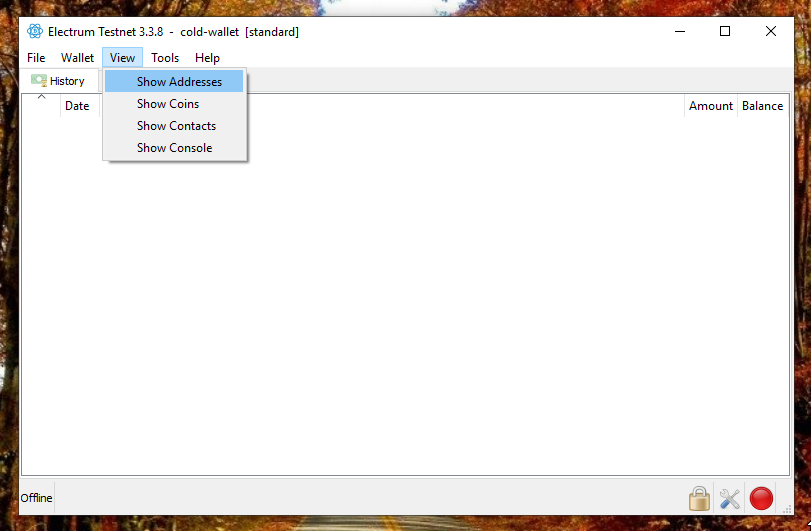 Electrum Testnet 3.3.8 - cold-wallet [standard]
File Wallet View Tools Help
History
Show Addresses
Date
Amount Balance
Show Coins
Show Contacts
Show Console
Offline